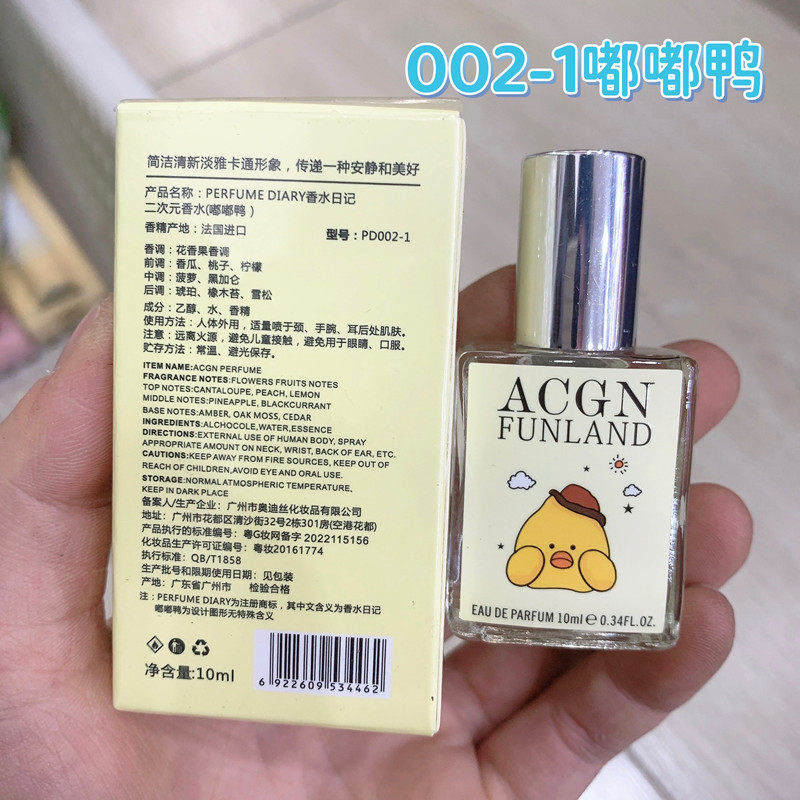 002-1嘟嘟鸭
简洁清新淡雅卡通形象，传递一种安静和美好
产品名称：PERFUME DIARY香水日记
二次元香水(嘟嘟鸭）
香精产地：法国进口
型号：PD002-1
香调：花香果香调
前调：香瓜、桃子、柠檬
中调：菠萝、黑加仑
后调：琥珀、橡木苔、雪松
成分：乙醇、水、香精
使用方法：人体外用，适量喷于颈、手腕、耳后处肌肤。
注意：远离火源，避免儿童接触，避免用于眼睛、口服。
贮存方法：常温、避光保存。
ITEM NAME:ACGN PERFUME
FRAGRANCE NOTES:FLOWERS FRUITS NOTES
TOP NOTES:CANTALOUPE, PEACH, LEMON
MIDDLE NOTES:PINEAPPLE, BLACKCURRANT
BASE NOTES:AMBER, OAK MOSS, CEDAR
INGREDIENTS:ALCHOCOLE,WATER,ESSENCE
DIRECTIONS:EXTERNAL USE OF HUMAN BODY, SPRAY
APPROPRIATE AMOUNT ON NECK, WRIST, BACK OF EAR, ETC.
CAUTIONS:KEEP AWAY FROM FIRE SOURCES, KEEP OUT OF
REACH OF CHILDREN,AVOID EYE AND ORAL USE.
STORAGE:NORMAL ATMOSPHERIC TEMPERATURE,
KEEP IN DARK PLACE
备案人/生产企业：广州市奥迪丝化妆品有限公司
地址：广州市花都区清沙街32号2栋301房(空港花都)
产品执行的标准编号：粤G妆网备字 2022115156
化妆品生产许可证编号：粤妆20161774
执行标准：QB/T1858
生产批号和限期使用日期：见包装
产地：广东省广州市 检验合格
注：PERFUME DIARY为注册商标，其中文含义为香水日记
嘟嘟鸭为设计图形无特殊含义
净含量:10ml
6 922609 534462
ACGN
FUNLAND
EAU DE PARFUM 10ml ℮ 0.34FL.OZ.